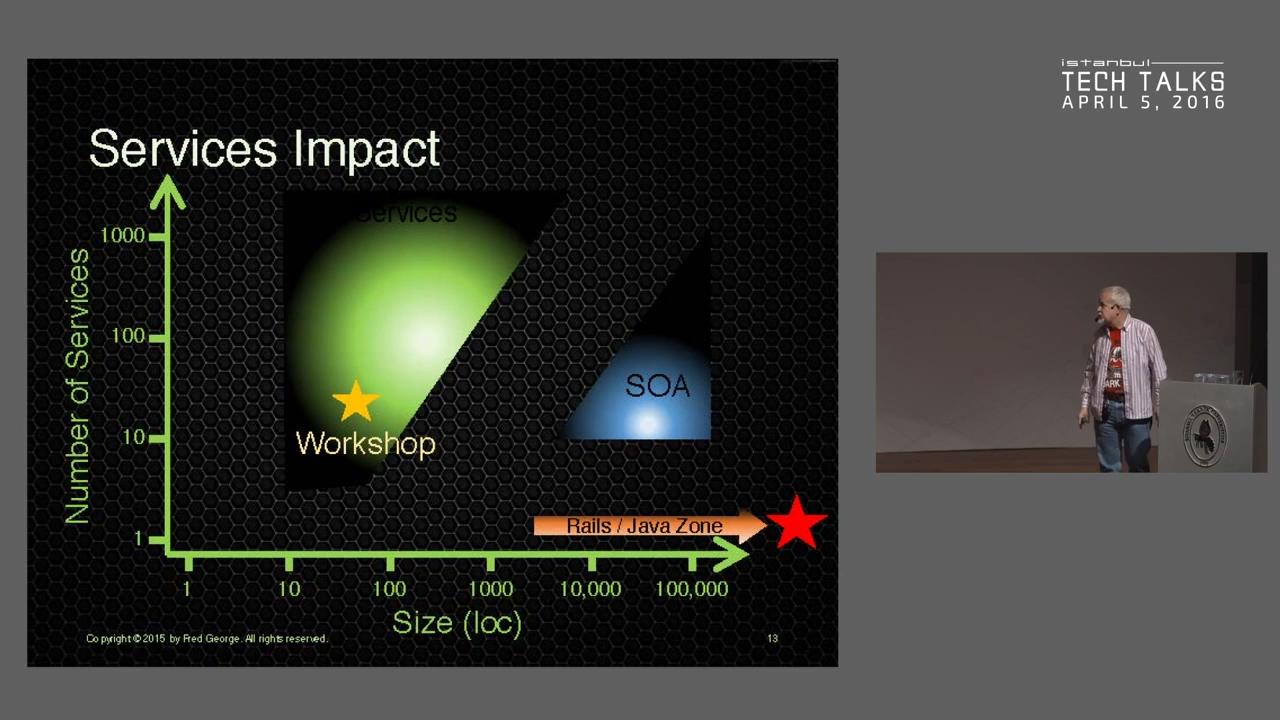 istanbul
TECH TALKS
APRIL 5, 2016
Services Impact
Services
1000
100
10
1
Number of Services
Workshop
SOA
Rails / Java Zone
1
10
100
1000
10,000
100,000
Size (loc)
Copyright © 2015 by Fred George. All rights reserved.
13
ARK